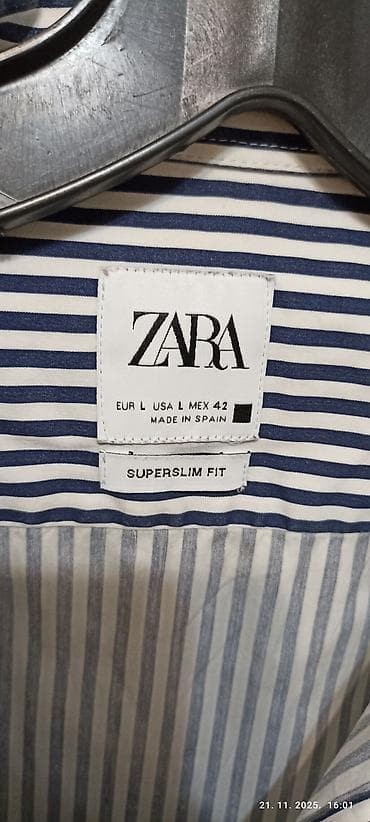 ZARA
EUR L USA L MEX 42
MADE IN SPAIN
SUPERSLIM FIT
21. 11. 2025. 16:01